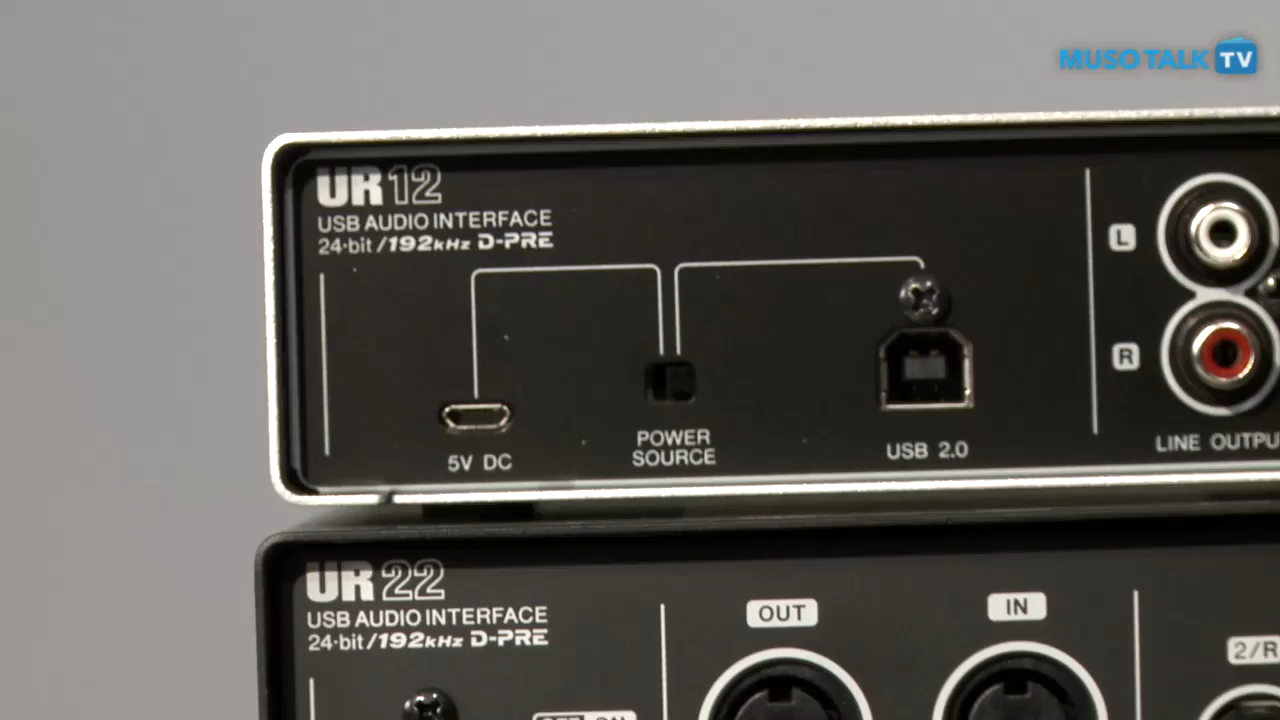 MUSO TALK TV
UR12
USB AUDIO INTERFACE
24-bit/192kHz D-PRE
L
R
5V DC
POWER
SOURCE
USB 2.0
LINE OUTPU
UR22
USB AUDIO INTERFACE
24-bit/192kHz D-PRE
OUT
IN
2/R